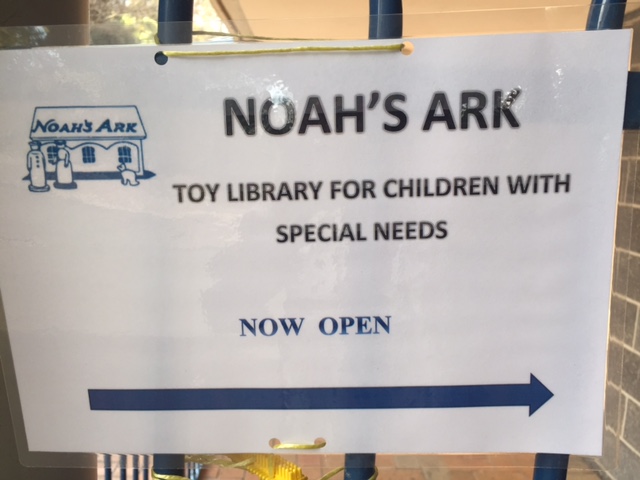 NOAH'S ARK
NOAH'S ARK
TOY LIBRARY FOR CHILDREN WITH
SPECIAL NEEDS
NOW OPEN